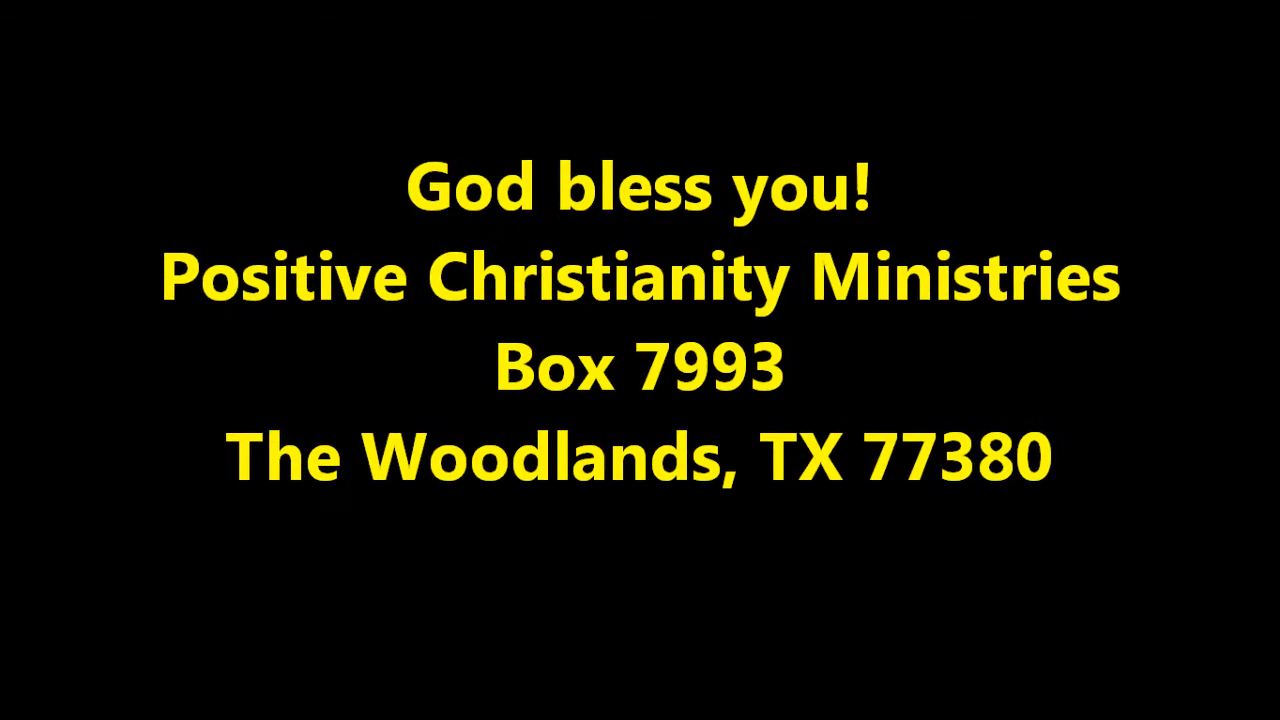 God bless you!
Positive Christianity Ministries
Box 7993
The Woodlands, TX 77380